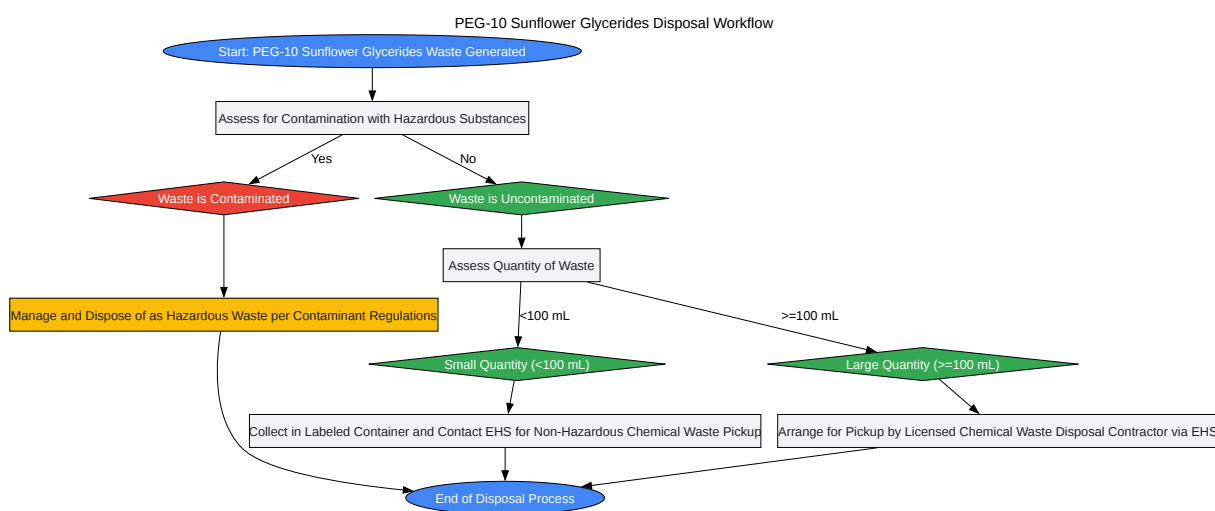 PEG-10 Sunflower Glycerides Disposal Workflow
Start: PEG-10 Sunflower Glycerides Waste Generated
Assess for Contamination with Hazardous Substances
Yes
No
Waste is Contaminated
Waste is Uncontaminated
Assess Quantity of Waste
Manage and Dispose of as Hazardous Waste per Contaminant Regulations
<100 mL
>=100 mL
Small Quantity (<100 mL)
Large Quantity (>=100 mL)
Collect in Labeled Container and Contact EHS for Non-Hazardous Chemical Waste Pickup
Arrange for Pickup by Licensed Chemical Waste Disposal Contractor via EHS
End of Disposal Process